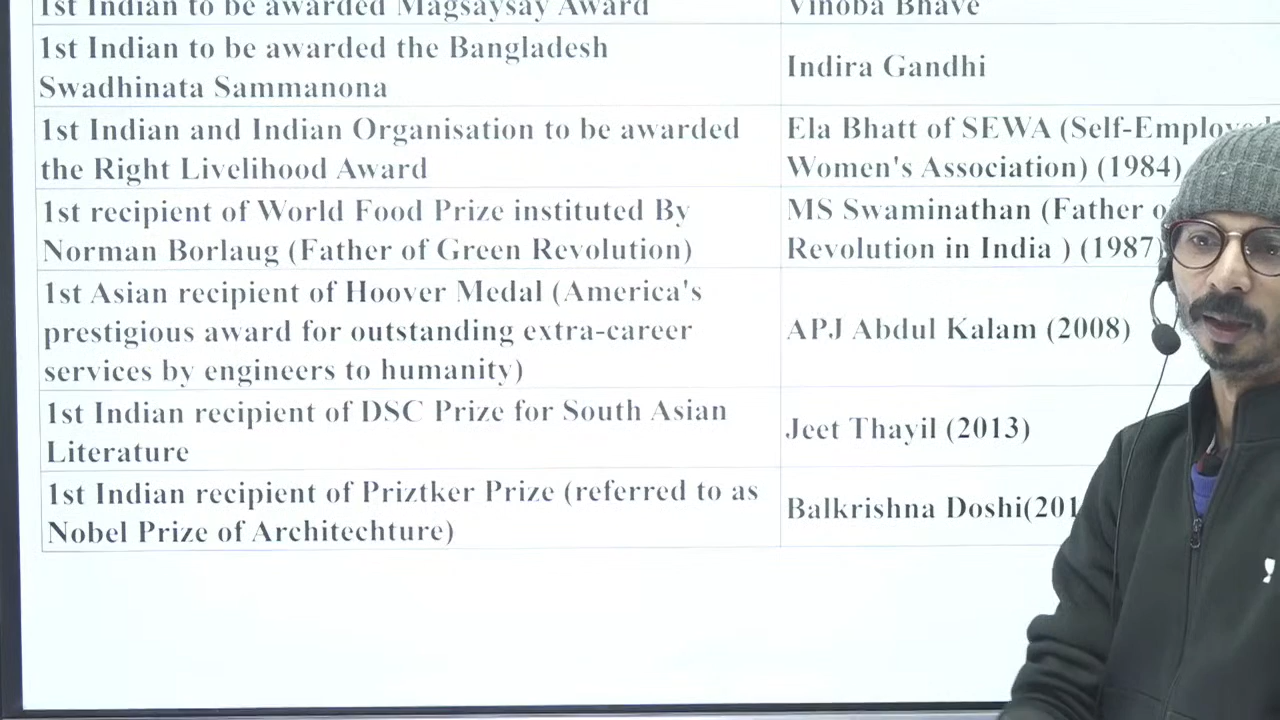 1st Indian to be awarded Magsaysay Award
Vinoba Bhave
1st Indian to be awarded the Bangladesh
Swadhinata Sammanona
Indira Gandhi
1st Indian and Indian Organisation to be awarded
the Right Livelihood Award
Ela Bhatt of SEWA (Self-Employed
Women's Association) (1984)
1st recipient of World Food Prize instituted By
Norman Borlaug (Father of Green Revolution)
MS Swaminathan (Father of
Revolution in India ) (1987)
1st Asian recipient of Hoover Medal (America's
prestigious award for outstanding extra-career
services by engineers to humanity)
APJ Abdul Kalam (2008)
1st Indian recipient of DSC Prize for South Asian
Literature
Jeet Thayil (2013)
1st Indian recipient of Priztker Prize (referred to as
Nobel Prize of Architechture)
Balkrishna Doshi(201